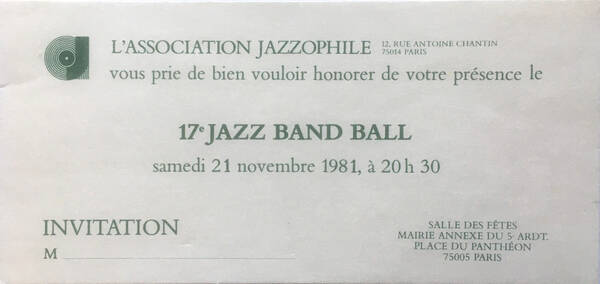 L'ASSOCIATION JAZZOPHILE 12, RUE ANTOINE CHANTIN
75014 PARIS
vous prie de bien vouloir honorer de votre présence le
17e JAZZ BAND BALL
samedi 21 novembre 1981, à 20 h 30
INVITATION
M
SALLE DES FÊTES
MAIRIE ANNEXE DU 5e ARDT.
PLACE DU PANTHÉON
75005 PARIS